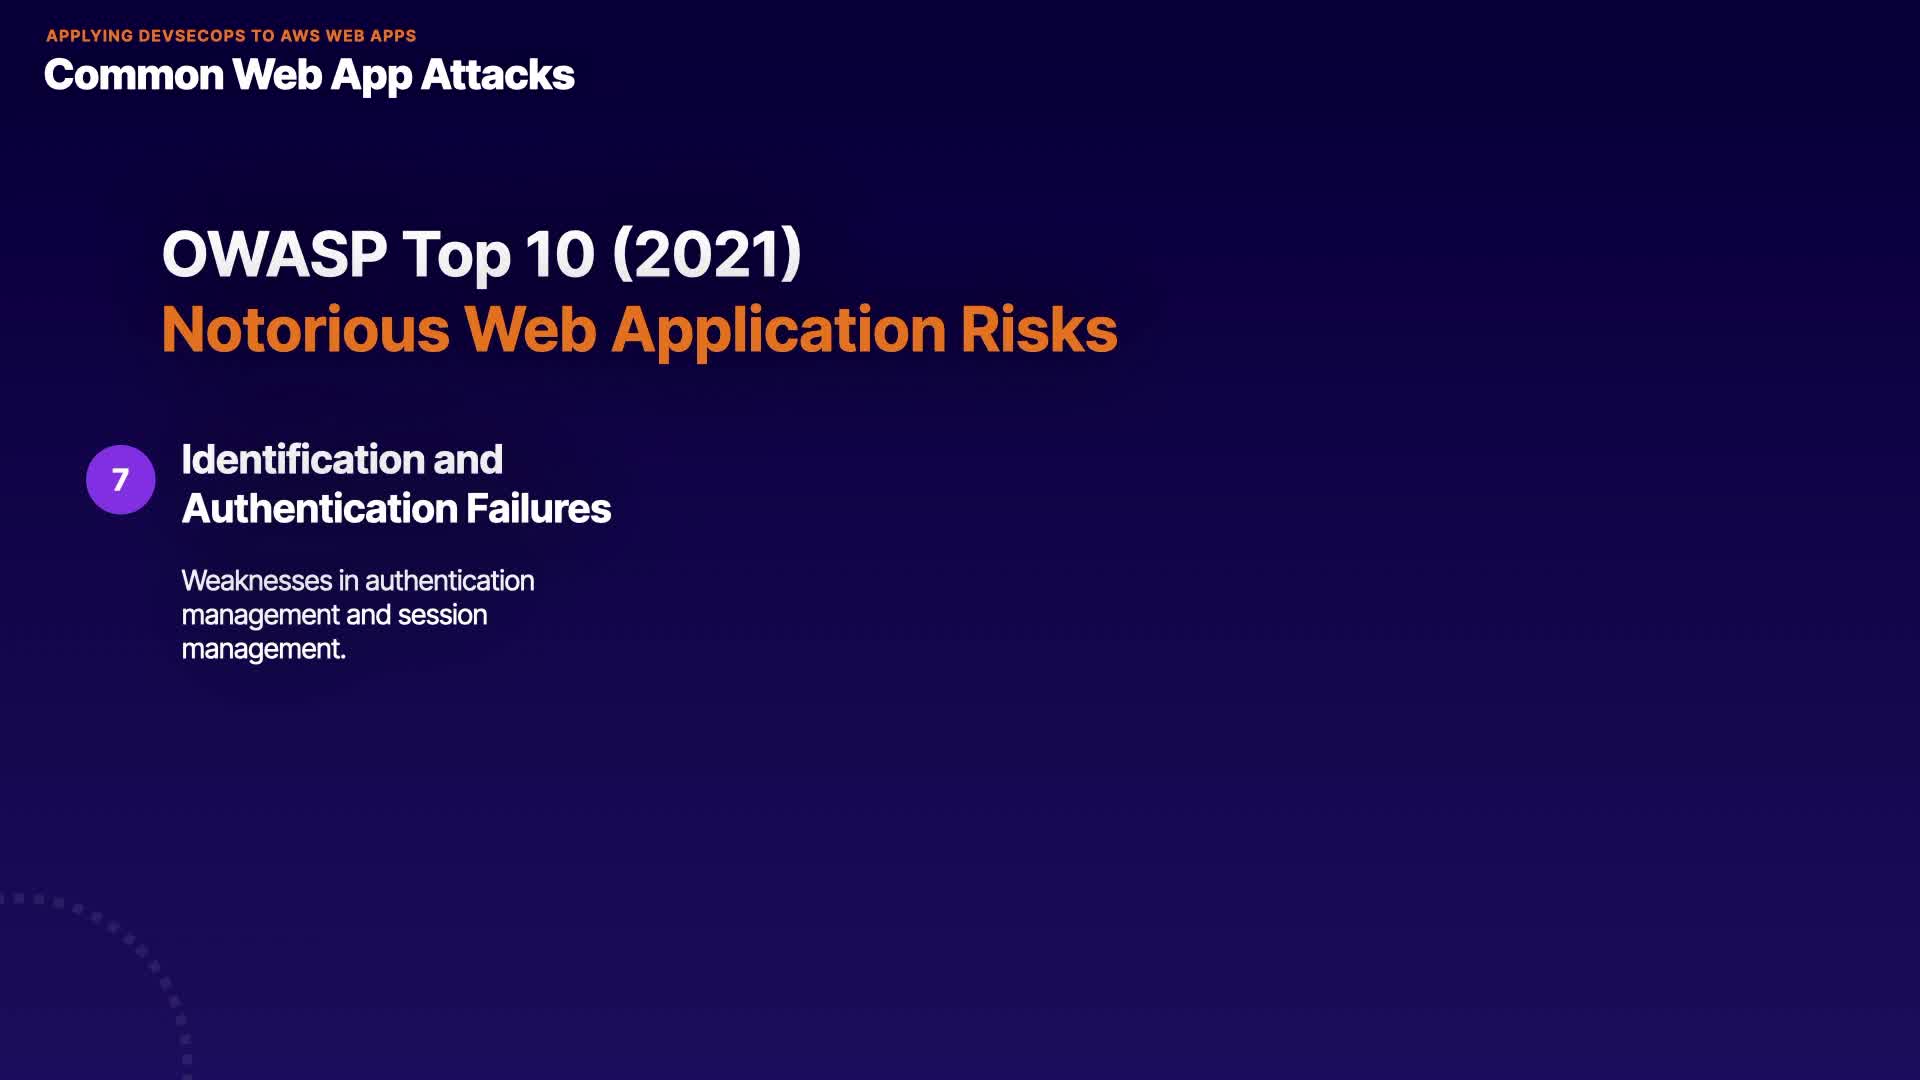 APPLYING DEVSECOPS TO AWS WEB APPS
Common Web App Attacks
OWASP Top 10 (2021)
Notorious Web Application Risks
7
Identification and
Authentication Failures
Weaknesses in authentication
management and session
management.